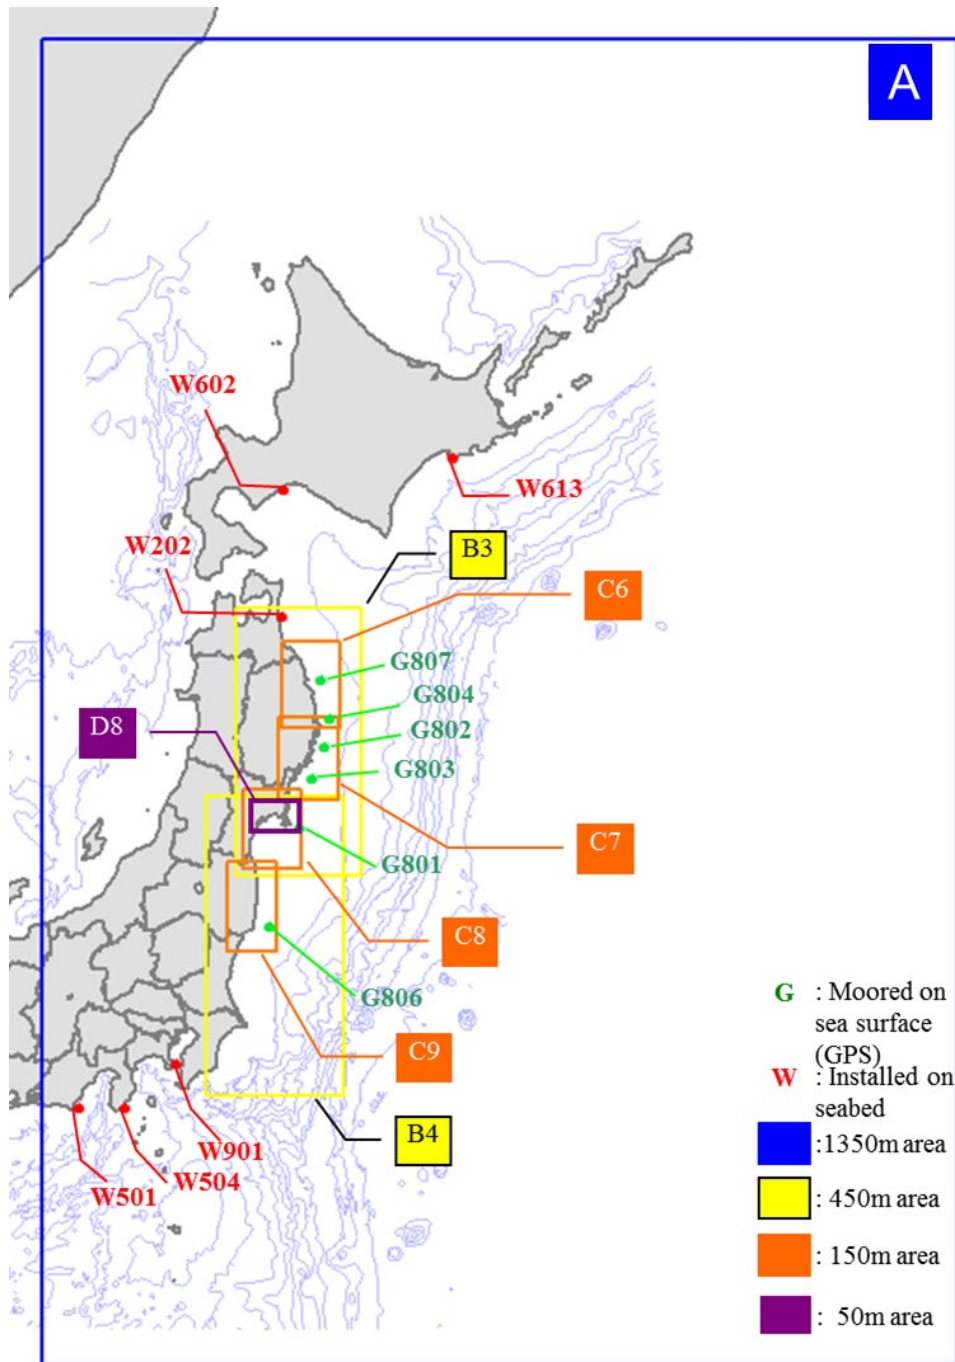 A
W602
W613
B3
W202
C6
G807
G804
D8
G802
G803
C7
G801
C8
G806
G : Moored on
sea surface
(GPS)
C9
W : Installed on
seabed
B4
:1350m area
W901
W504
W501
: 450m area
: 150m area
: 50m area